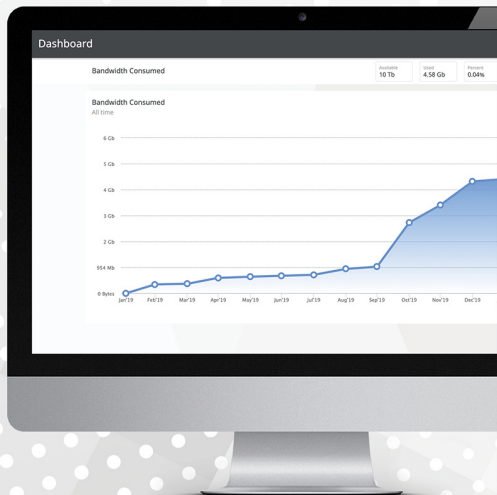 Dashboard
Bandwidth Consumed
Available
10 Tb
Used
4.58 Gb
Percent
0.04%
Bandwidth Consumed
All time
6 Gb
5 Gb
4 Gb
3 Gb
2 Gb
954 Mb
0 Bytes
Jan'19 Feb'19 Mar'19 Apr'19 May'19 Jun'19 Jul'19 Aug'19 Sep'19 Oct'19 Nov'19 Dec'19